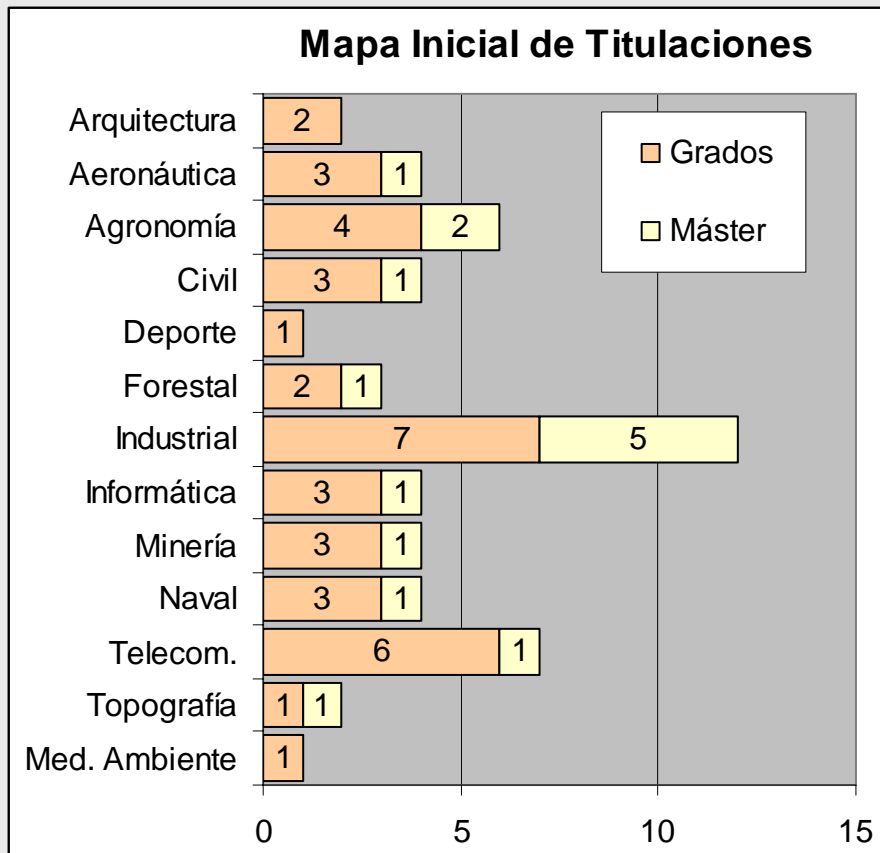 Mapa Inicial de Titulaciones
Grados
Máster
Arquitectura 2
Aeronáutica 3 1
Agronomía 4 2
Civil 3 1
Deporte 1
Forestal 2 1
Industrial 7 5
Informática 3 1
Minería 3 1
Naval 3 1
Telecom. 6 1
Topografía 1 1
Med. Ambiente 1
0 5 10 15